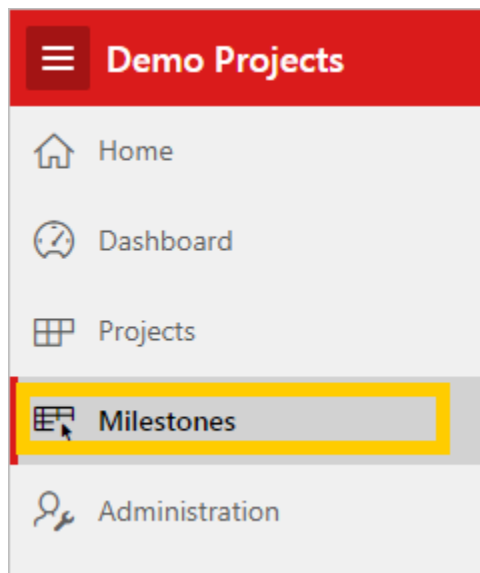 Demo Projects
Home
Dashboard
Projects
Milestones
Administration